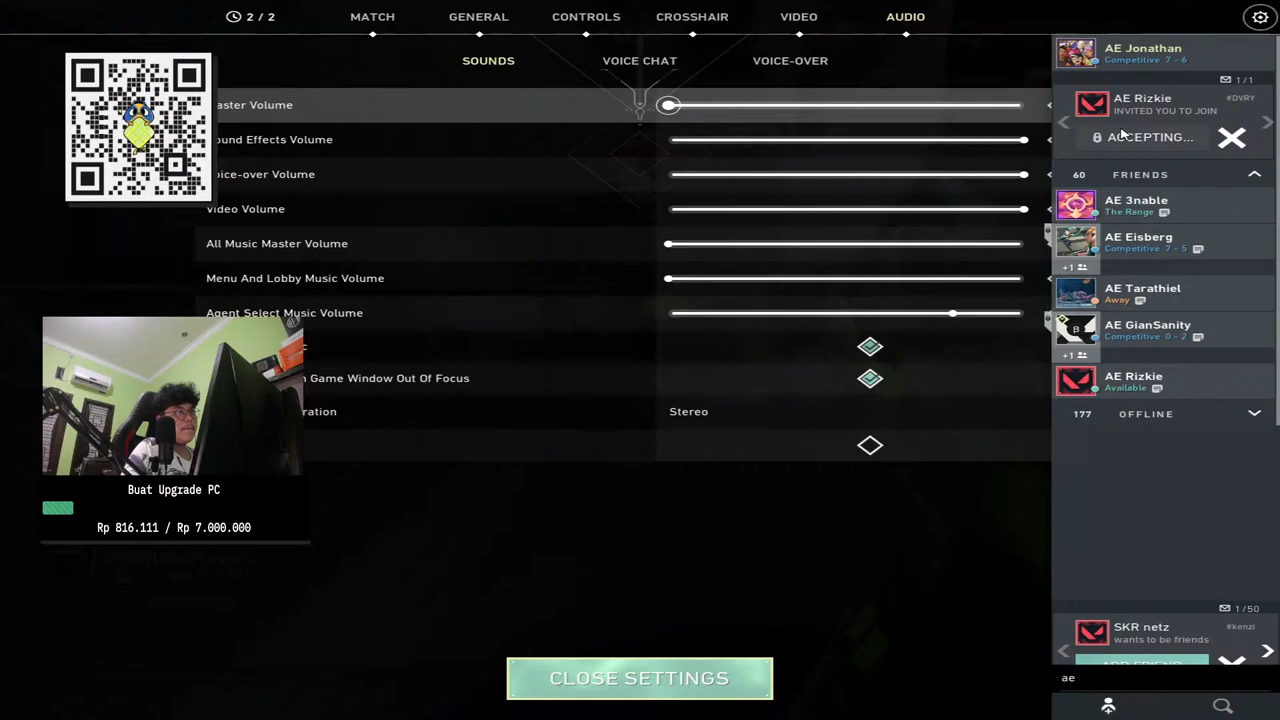 2 / 2
MATCH
GENERAL
CONTROLS
CROSSHAIR
VIDEO
AUDIO
SOUNDS
VOICE CHAT
VOICE-OVER
aster Volume
ound Effects Volume
oice-over Volume
Video Volume
All Music Master Volume
Menu And Lobby Music Volume
Agent Select Music Volume
Game Window Out Of Focus
ration
Stereo
Buat Upgrade PC
Rp 816.111 / Rp 7.000.000
CLOSE SETTINGS
AE Jonathan
Competitive 7 - 6
1/1
AE Rizkie
#DVRY
INVITED YOU TO JOIN
ACCEPTING...
60 FRIENDS
AE 3nable
The Range
AE Eisberg
Competitive 7 - 5
+1
AE Tarathiel
Away
AE GianSanity
Competitive 0 - 2
+1
AE Rizkie
Available
177 OFFLINE
1/50
SKR netz
#kenzi
wants to be friends
ADD FRIEND
ae